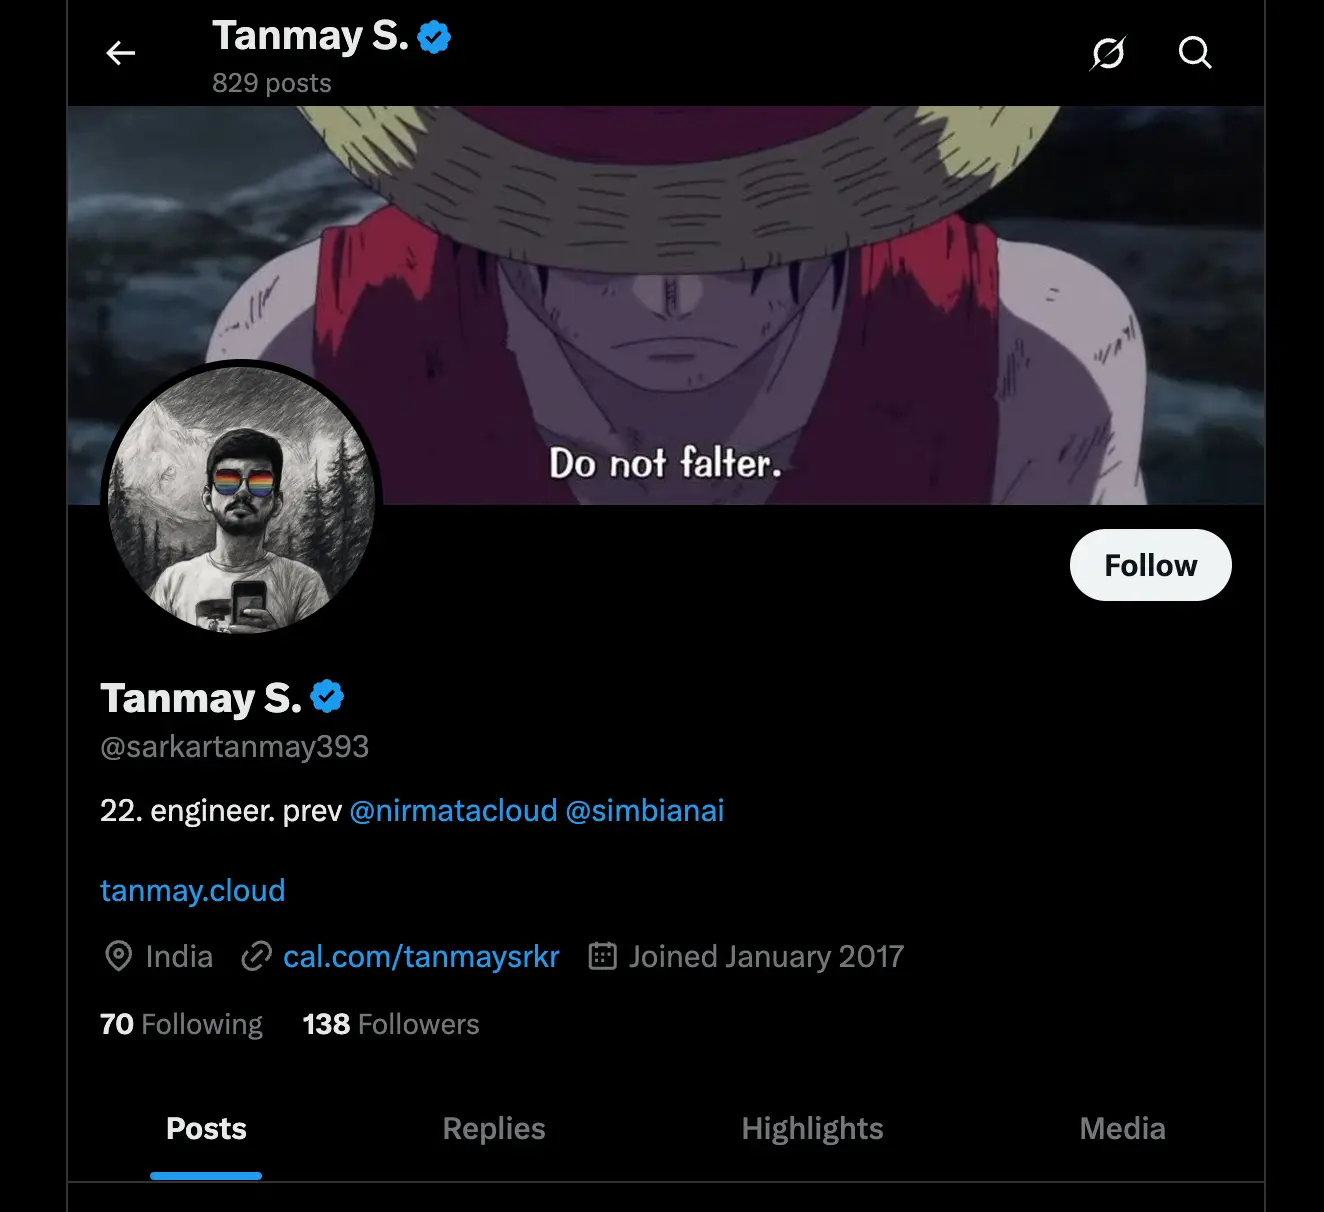 Tanmay S.
829 posts
Do not falter.
Follow
Tanmay S.
@sarkartanmay393
22. engineer. prev @nirmatacloud @simbianai
tanmay.cloud
India cal.com/tanmaysrkr Joined January 2017
70 Following 138 Followers
Posts Replies Highlights Media